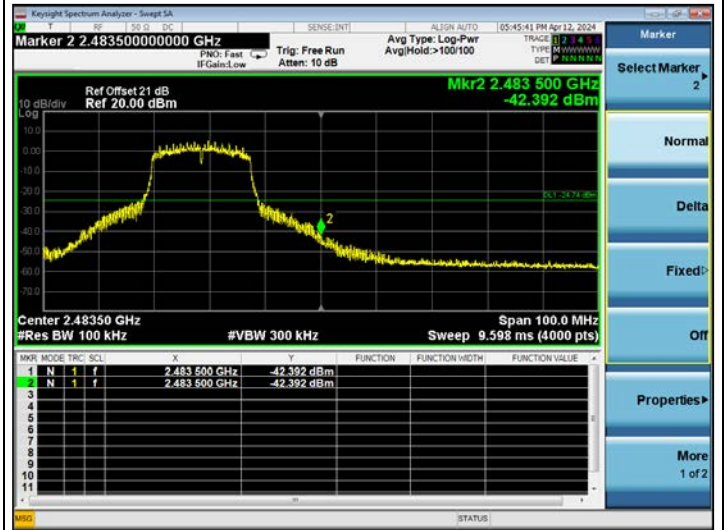 Keysight Spectrum Analyzer - Swept SA
T RF 50 Ω DC SENSE:INT ALIGN AUTO 05:45:41 PM Apr 12, 2024
Marker 2 2.483500000000 GHz
PNO: Fast
IFGain:Low
Trig: Free Run
Atten: 10 dB
Avg Type: Log-Pwr
Avg|Hold:>100/100
TRACE 1 2 3 4 5 6
TYPE M W W W W W
DET P N N N N N
Mkr2 2.483 500 GHz
-42.392 dBm
Ref Offset 21 dB
10 dB/div Ref 20.00 dBm
Log
10.0
0.00
-10.0
-20.0
DL1 -24.74 dBm
-30.0
2
-40.0
-50.0
-60.0
-70.0
Center 2.48350 GHz Span 100.0 MHz
#Res BW 100 kHz #VBW 300 kHz Sweep 9.598 ms (4000 pts)
MKR MODE TRC SCL X Y FUNCTION FUNCTION WIDTH FUNCTION VALUE
1 N 1 f 2.483 500 GHz -42.392 dBm
2 N 1 f 2.483 500 GHz -42.392 dBm
3
4
5
6
7
8
9
10
11
MSG STATUS
Marker
Select Marker
2
Normal
Delta
Fixed
Off
Properties
More
1 of 2